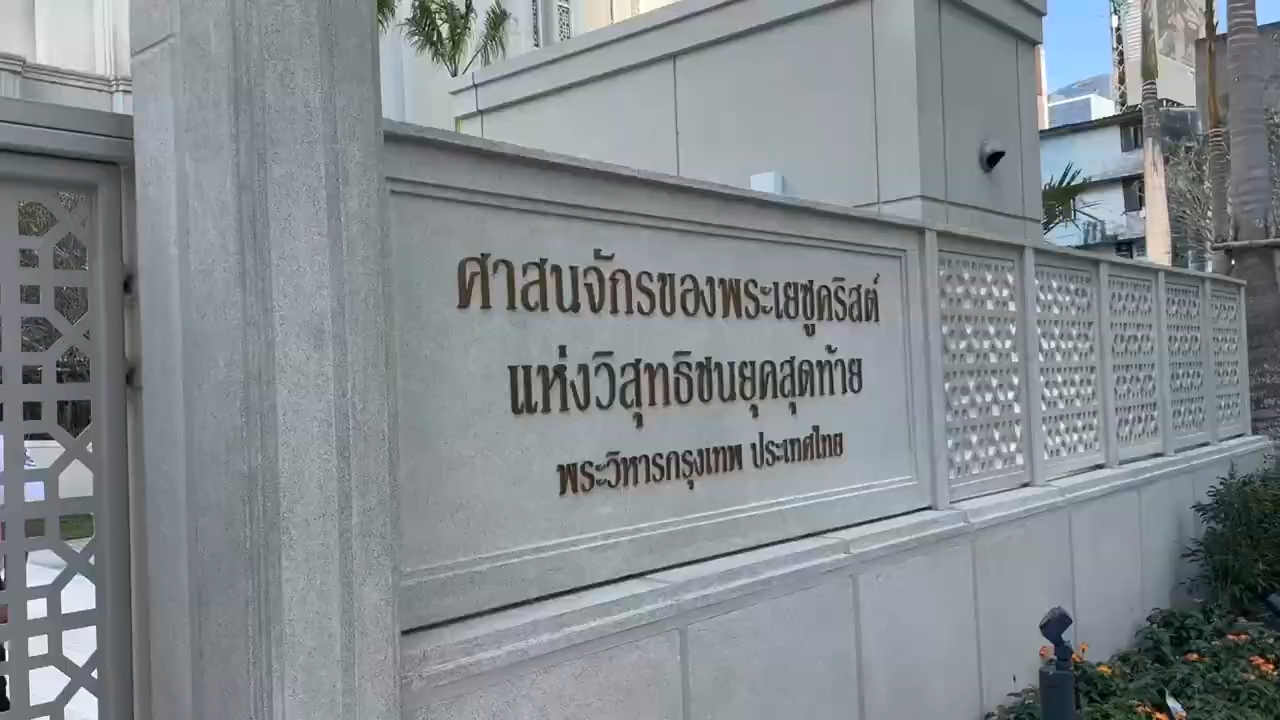 ศาสนจักรของพระเยซูคริสต์
แห่งวิสุทธิชนยุคสุดท้าย
พระวิหารกรุงเทพ ประเทศไทย